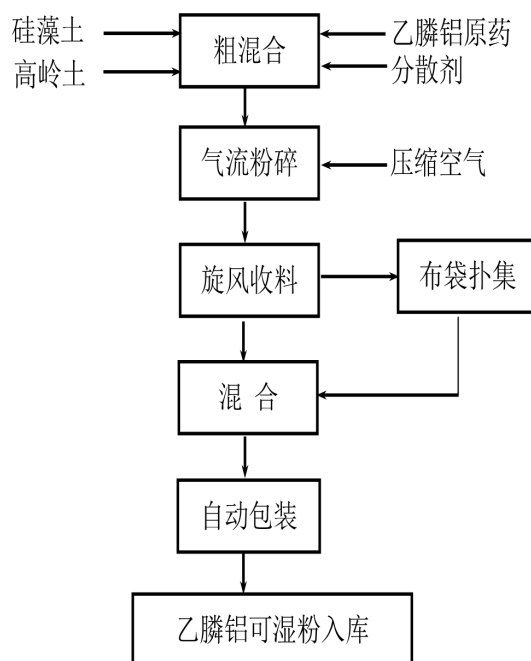 硅藻土
高岭土
粗混合
乙膦铝原药
分散剂
气流粉碎
压缩空气
旋风收料
布袋扑集
混 合
自动包装
乙膦铝可湿粉入库